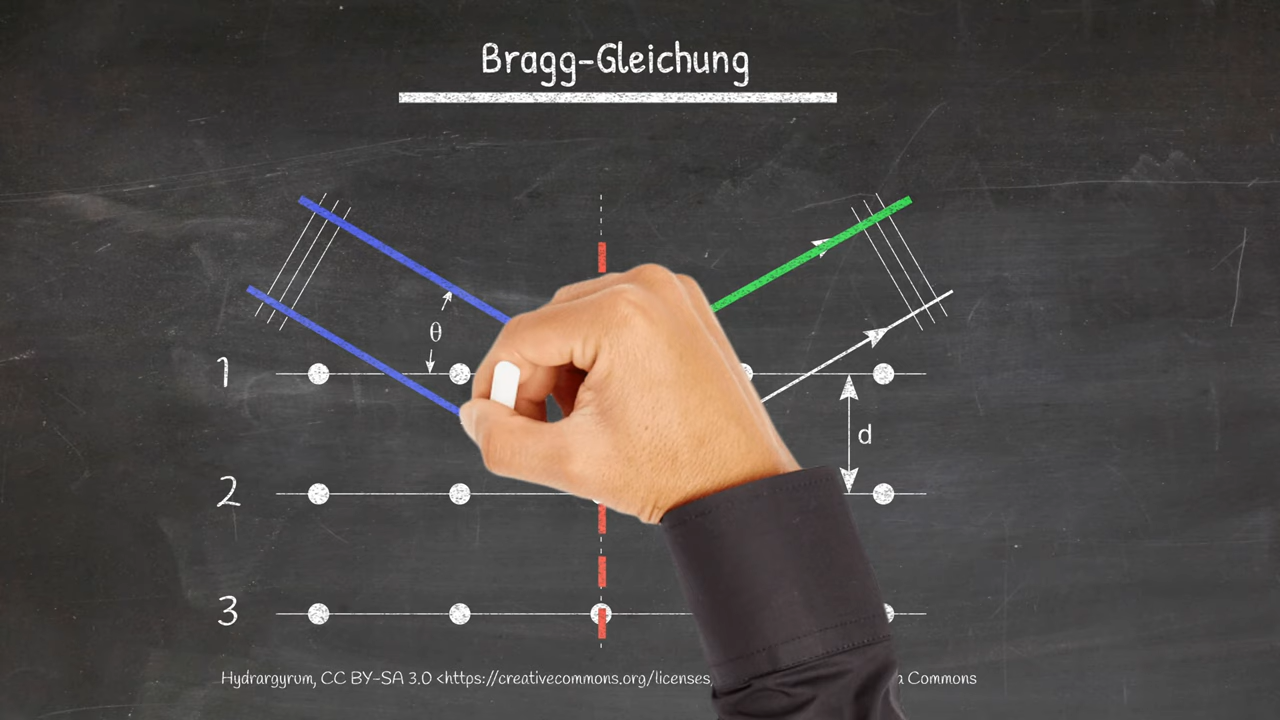 Bragg-Gleichung
θ
1
d
2
3
Hydrargyrum, CC BY-SA 3.0 <https://creativecommons.org/licenses, Commons